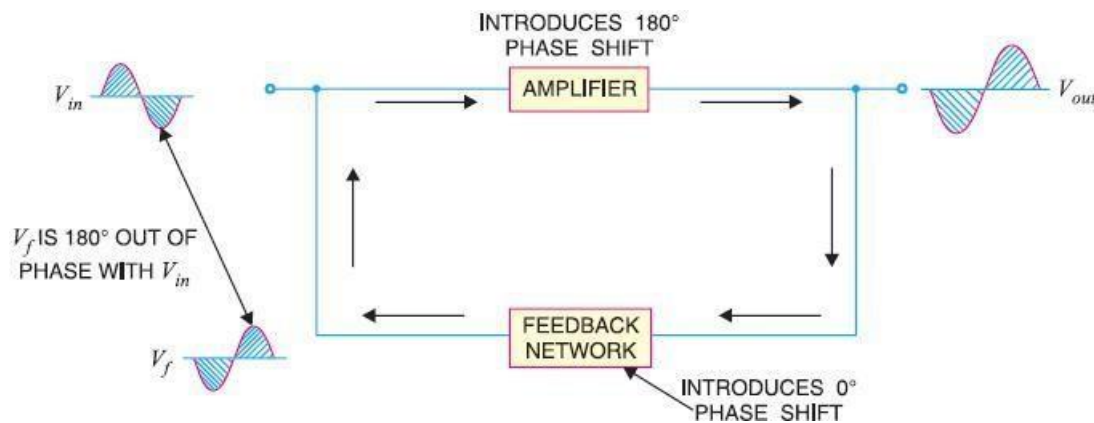 INTRODUCES 180°
PHASE SHIFT
AMPLIFIER
V_in
V_out
V_f IS 180° OUT OF
PHASE WITH V_in
FEEDBACK
NETWORK
V_f
INTRODUCES 0°
PHASE SHIFT